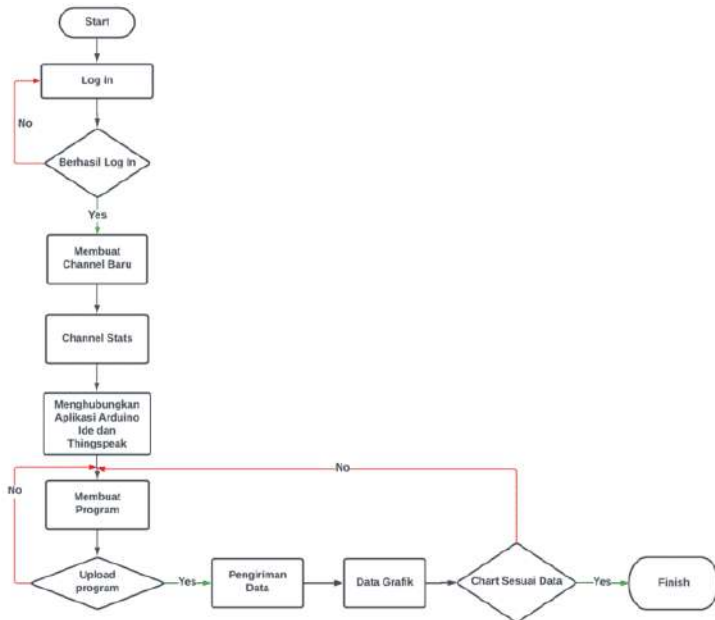 Start
Log In
No
Berhasil Log In
Yes
Membuat
Channel Baru
Channel Stats
Menghubungkan
Aplikasi Arduino
Ide dan
Thingspeak
No
No
Membuat
Program
Upload
program
Yes
Pengiriman
Data
Data Grafik
Chart Sesuai Data
Yes
Finish